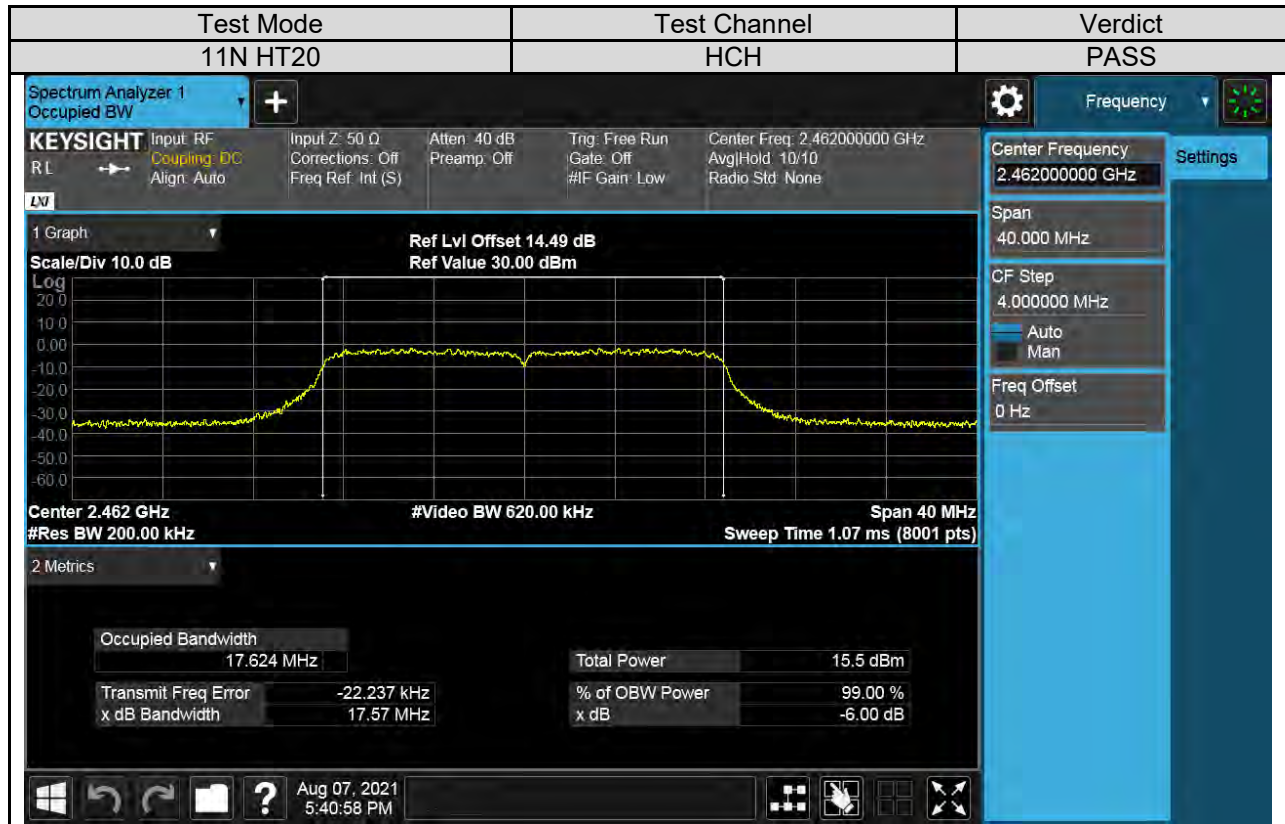 Test Mode Test Channel Verdict
11N HT20 HCH PASS
Spectrum Analyzer 1
Occupied BW
+
Frequency
KEYSIGHT Input: RF
RL Coupling: DC
Align: Auto
LXI
Input Z: 50 Ω
Corrections: Off
Freq Ref: Int (S)
Atten: 40 dB
Preamp: Off
Trig: Free Run
Gate: Off
#IF Gain: Low
Center Freq: 2.462000000 GHz
Avg|Hold: 10/10
Radio Std: None
Center Frequency
2.462000000 GHz
Settings
Span
40.000 MHz
CF Step
4.000000 MHz
Auto
Man
Freq Offset
0 Hz
1 Graph
Scale/Div 10.0 dB
Ref Lvl Offset 14.49 dB
Ref Value 30.00 dBm
Log
20.0
10.0
0.00
-10.0
-20.0
-30.0
-40.0
-50.0
-60.0
Center 2.462 GHz #Video BW 620.00 kHz Span 40 MHz
#Res BW 200.00 kHz Sweep Time 1.07 ms (8001 pts)
2 Metrics
Occupied Bandwidth
17.624 MHz
Total Power 15.5 dBm
Transmit Freq Error -22.237 kHz % of OBW Power 99.00 %
x dB Bandwidth 17.57 MHz x dB -6.00 dB
?
Aug 07, 2021
5:40:58 PM